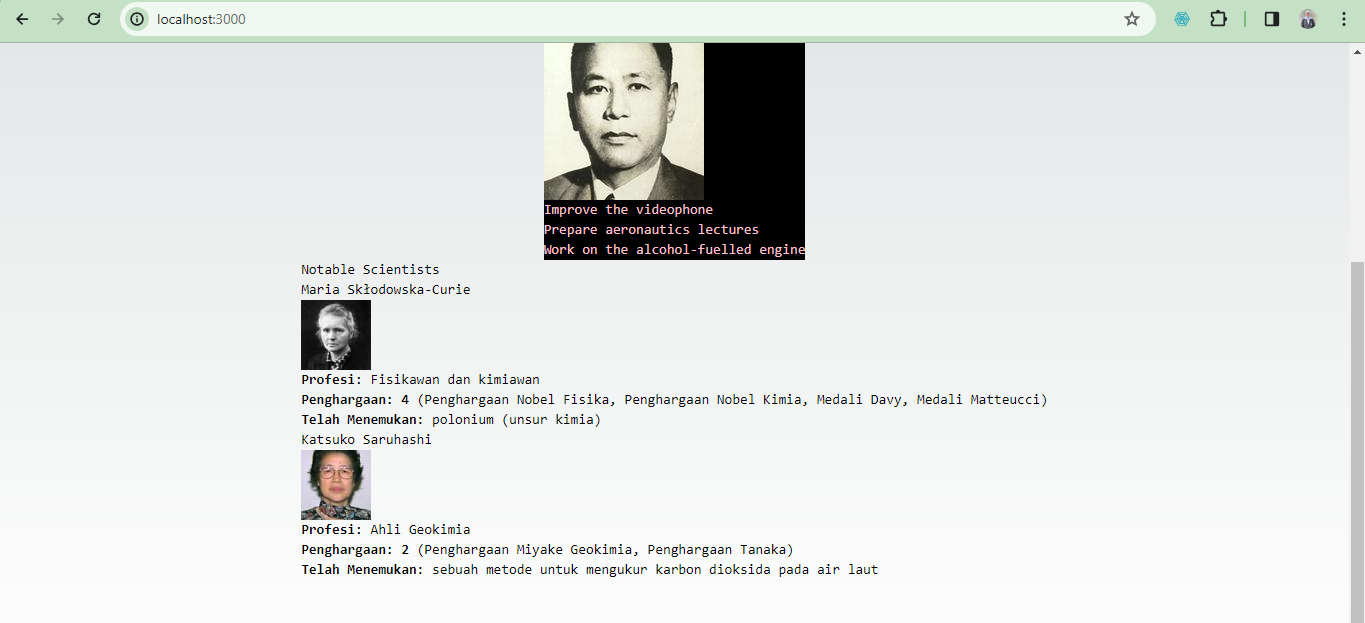 localhost:3000
Improve the videophone
Prepare aeronautics lectures
Work on the alcohol-fuelled engine
Notable Scientists
Maria Skłodowska-Curie
Profesi: Fisikawan dan kimiawan
Penghargaan: 4 (Penghargaan Nobel Fisika, Penghargaan Nobel Kimia, Medali Davy, Medali Matteucci)
Telah Menemukan: polonium (unsur kimia)
Katsuko Saruhashi
Profesi: Ahli Geokimia
Penghargaan: 2 (Penghargaan Miyake Geokimia, Penghargaan Tanaka)
Telah Menemukan: sebuah metode untuk mengukur karbon dioksida pada air laut